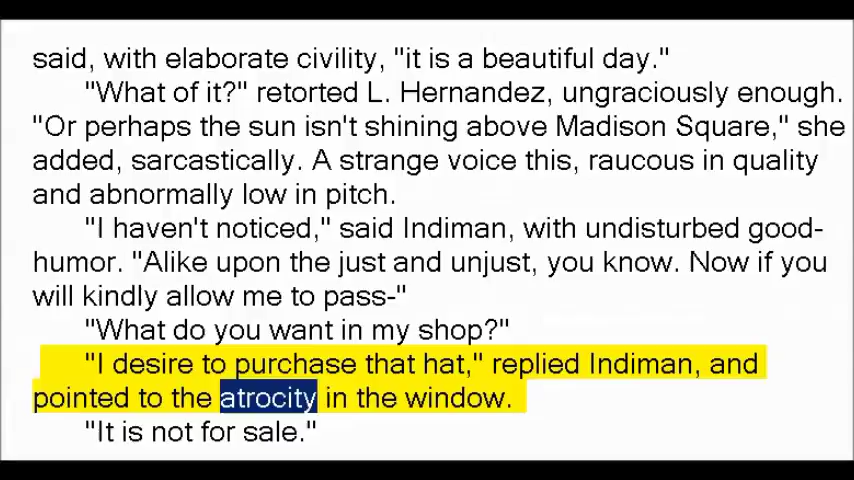 said, with elaborate civility, "it is a beautiful day."
"What of it?" retorted L. Hernandez, ungraciously enough.
"Or perhaps the sun isn't shining above Madison Square," she
added, sarcastically. A strange voice this, raucous in quality
and abnormally low in pitch.
"I haven't noticed," said Indiman, with undisturbed good-
humor. "Alike upon the just and unjust, you know. Now if you
will kindly allow me to pass-"
"What do you want in my shop?"
"I desire to purchase that hat," replied Indiman, and
pointed to the atrocity in the window.
"It is not for sale."